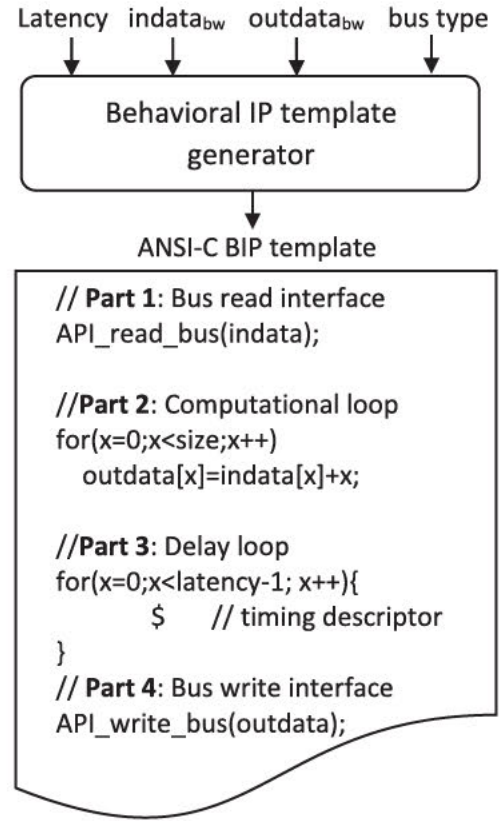 Latency indatabw outdatabw bus type
Behavioral IP template
generator
ANSI-C BIP template
// Part 1: Bus read interface
API_read_bus(indata);
//Part 2: Computational loop
for(x=0;x<size;x++)
outdata[x]=indata[x]+x;
//Part 3: Delay loop
for(x=0;x<latency-1; x++){
$ // timing descriptor
}
// Part 4: Bus write interface
API_write_bus(outdata);